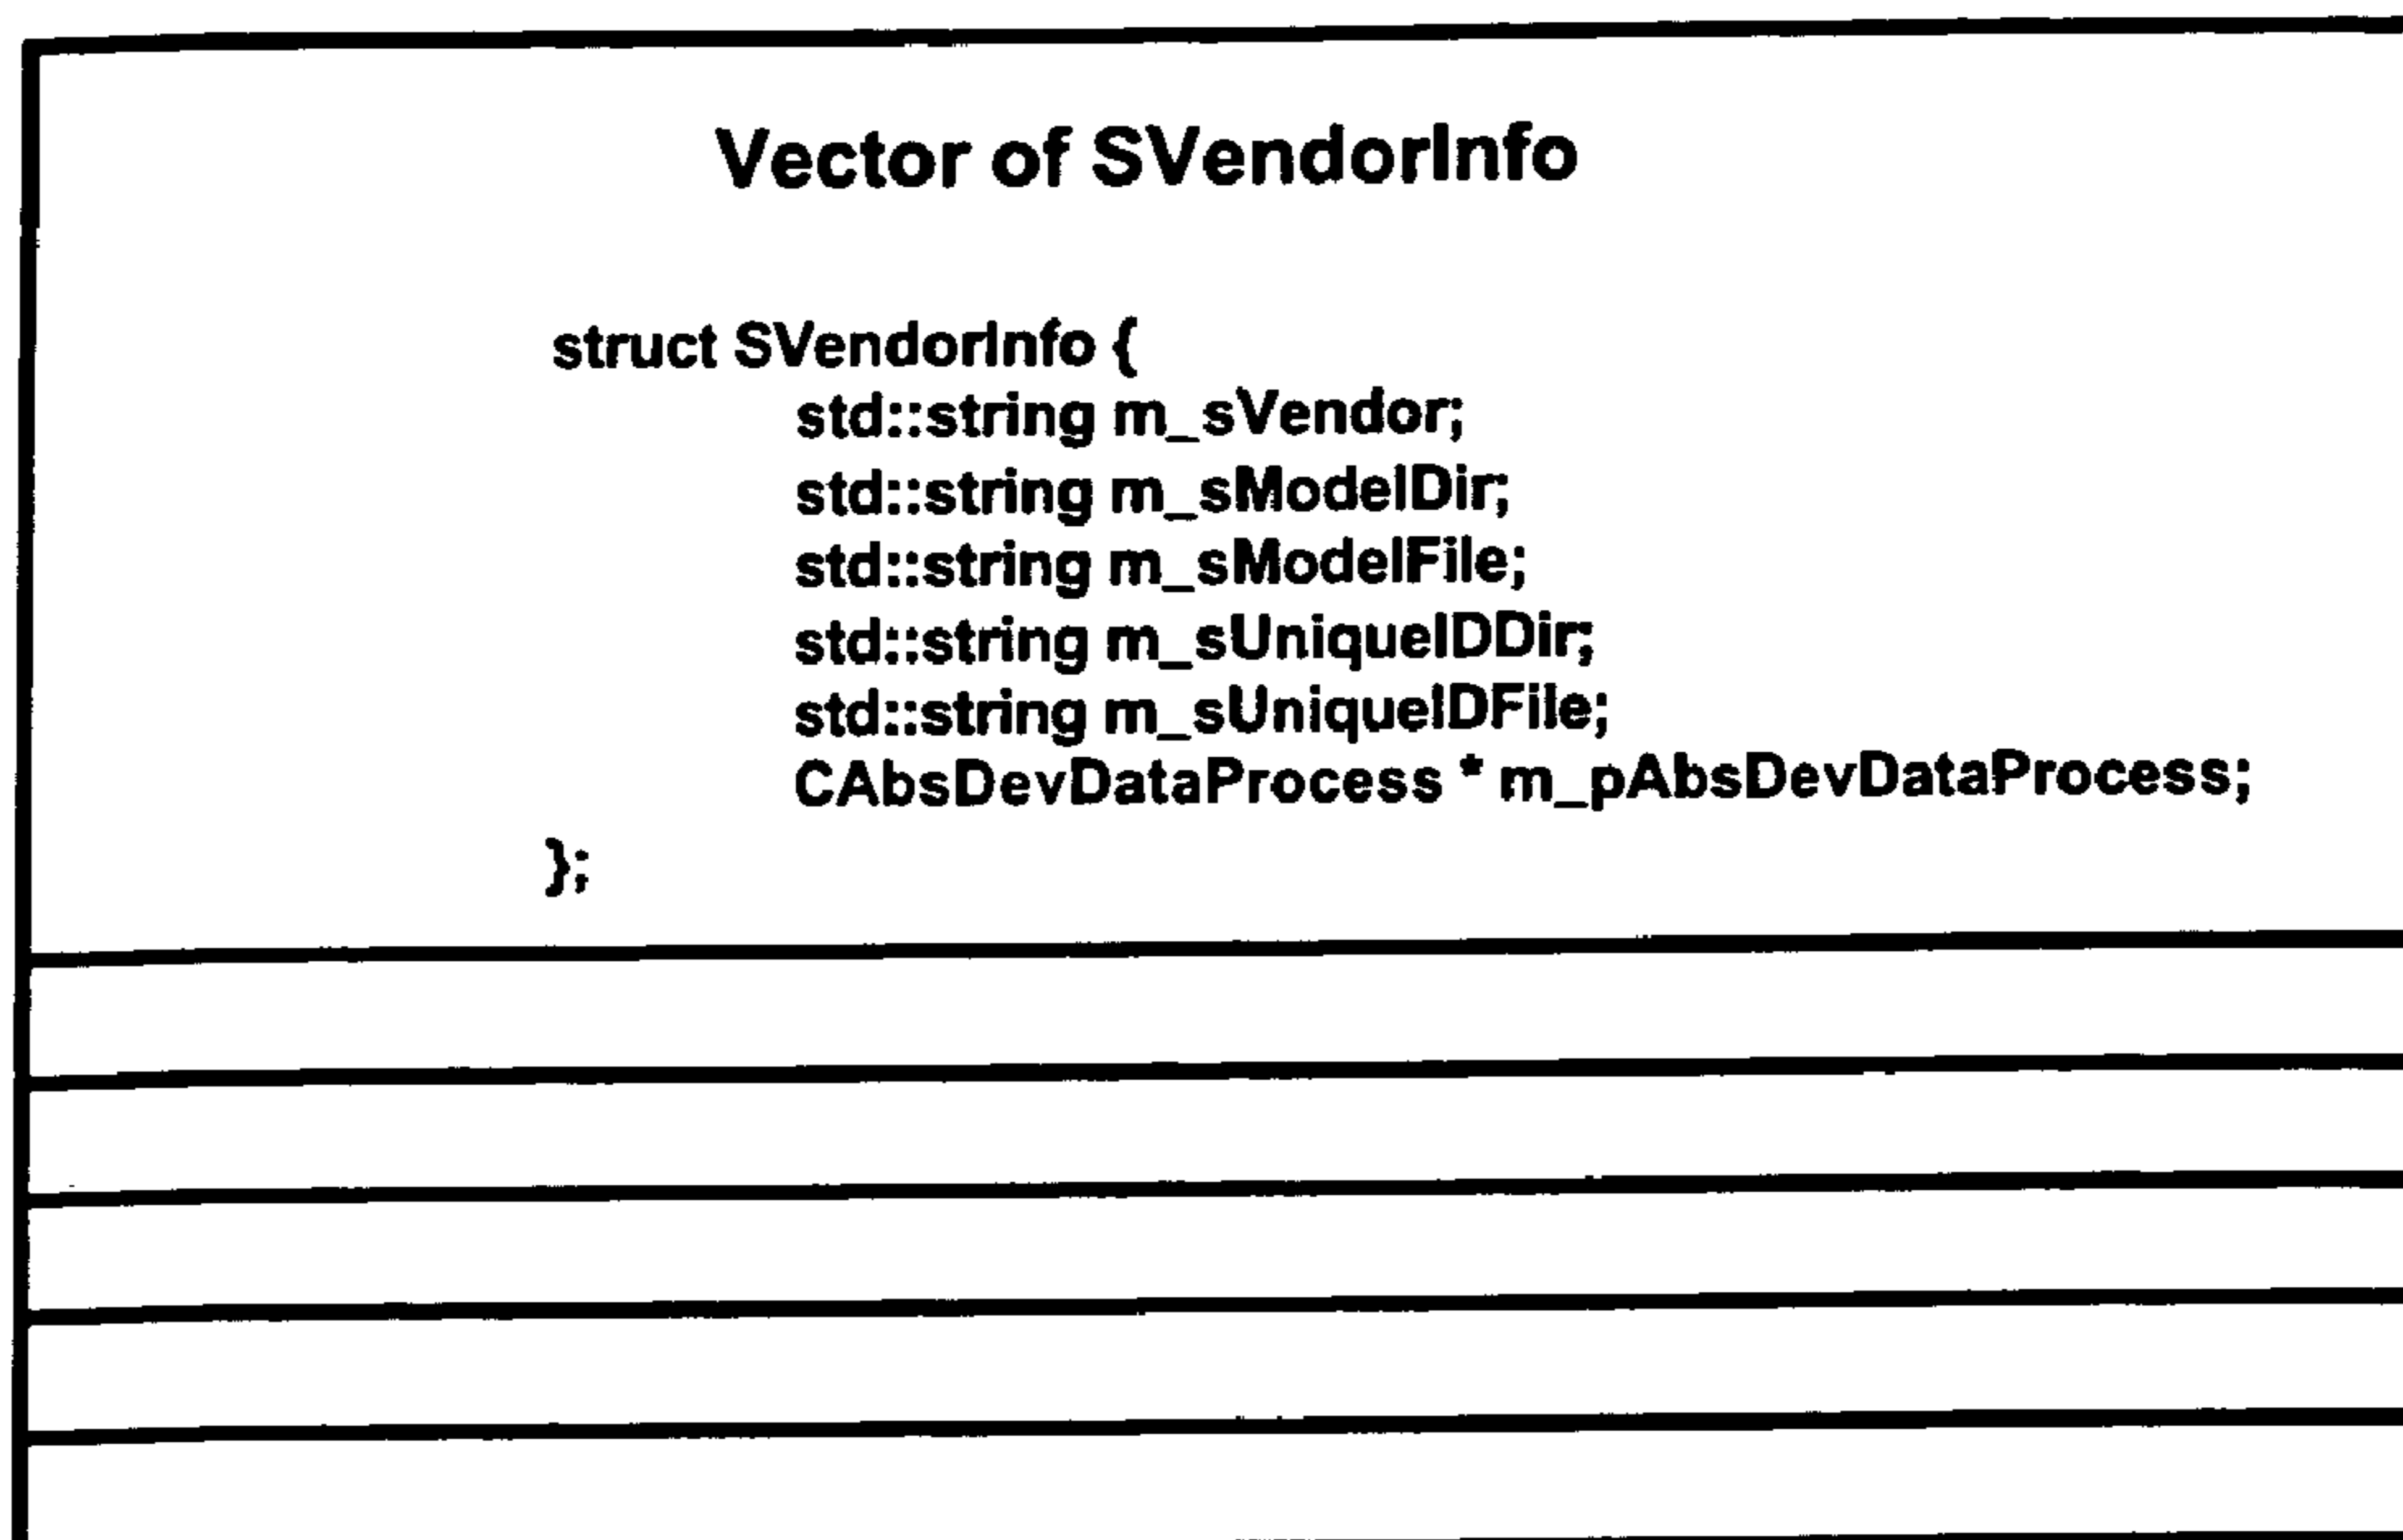 Vector of SVendorInfo
struct SVendorInfo {
std::string m_sVendor;
std::string m_sModelDir;
std::string m_sModelFile;
std::string m_sUniqueIDDir;
std::string m_sUniqueIDFile;
CAbsDevDataProcess * m_pAbsDevDataProcess;
};